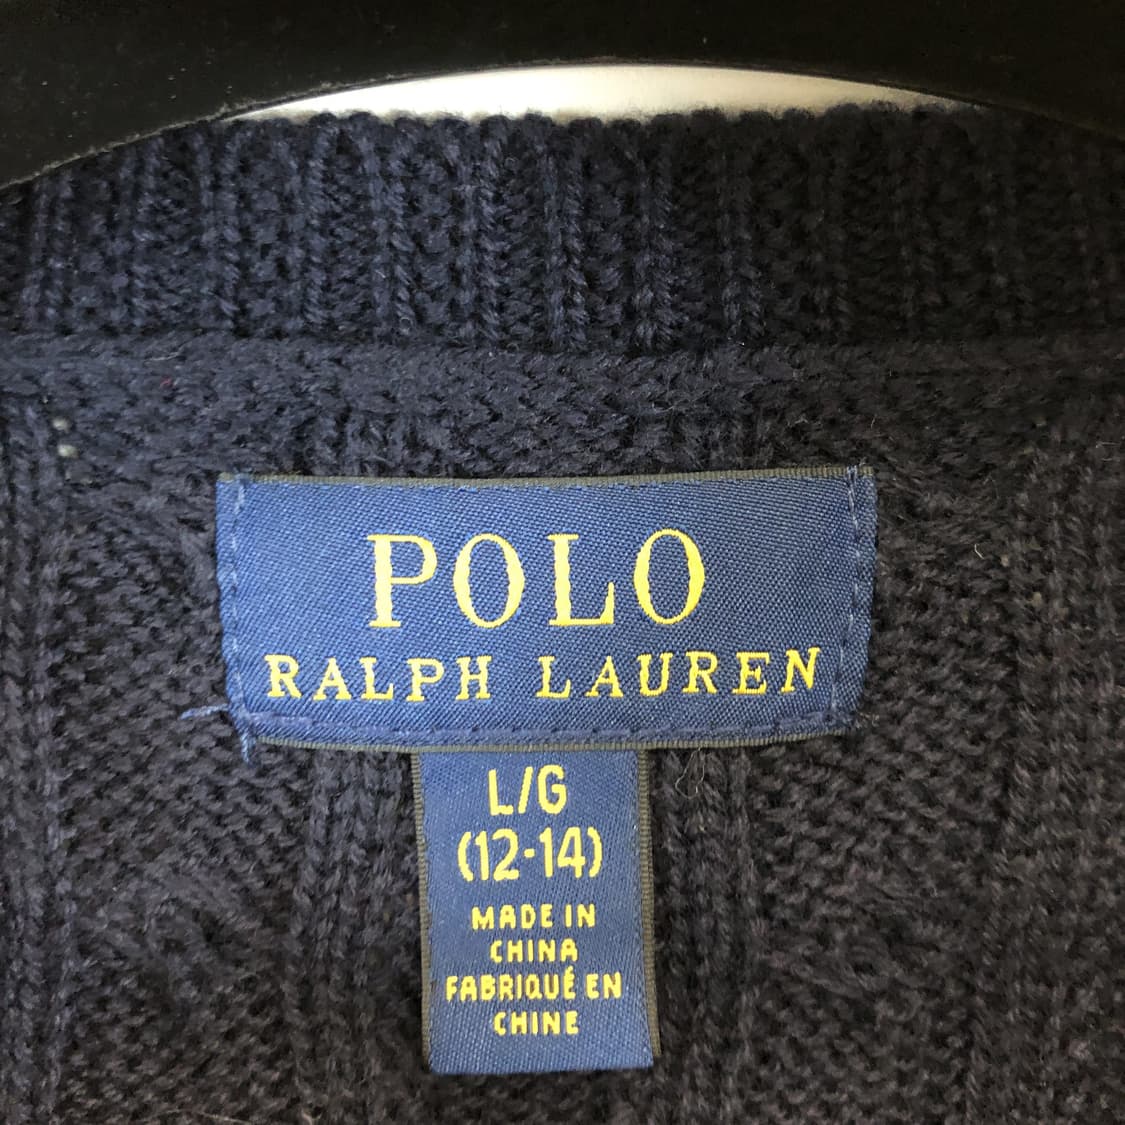 POLO
RALPH LAUREN
L/G
(12-14)
MADE IN
CHINA
FABRIQUÉ EN
CHINE